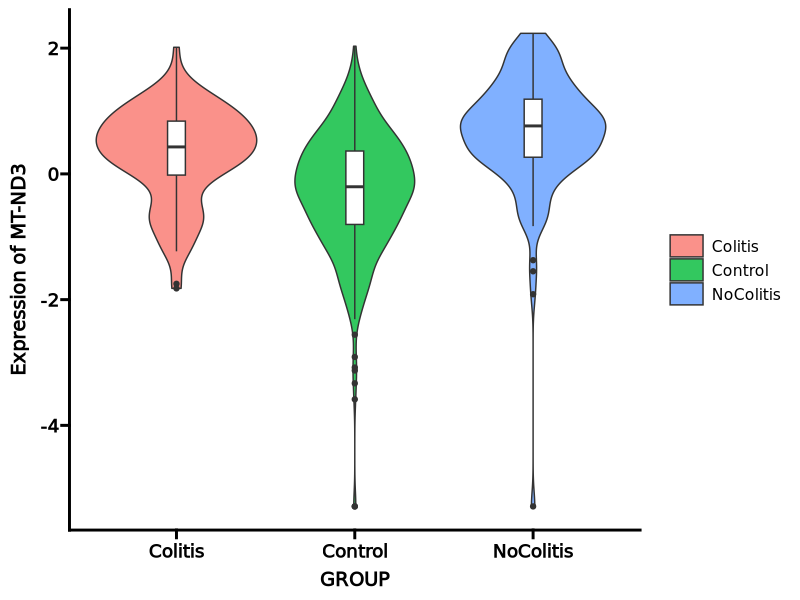 Expression of MT-ND3
2
0
-2
-4
Colitis
Control
NoColitis
GROUP
Colitis
Control
NoColitis